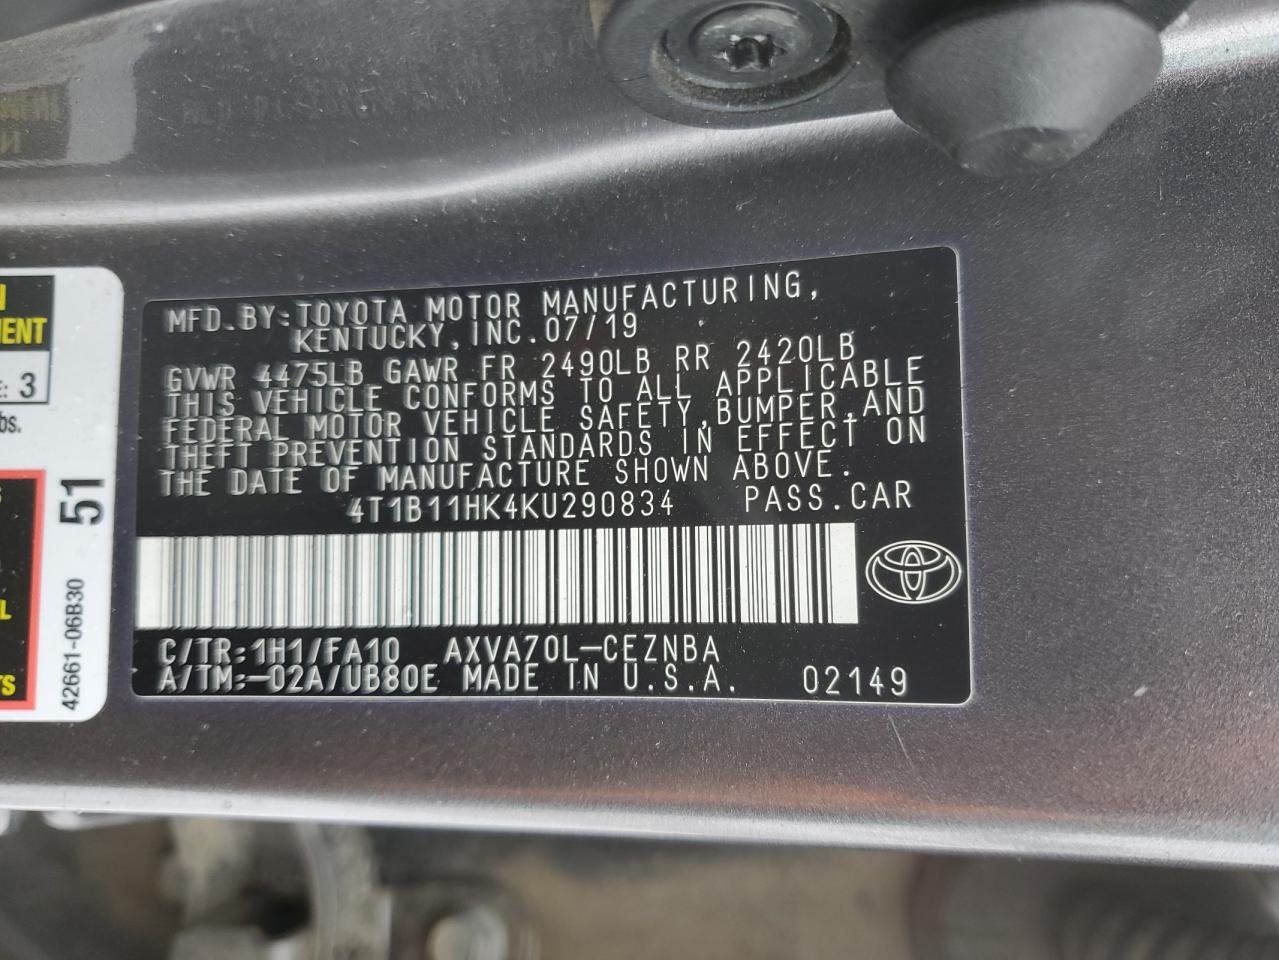 MFD.BY:TOYOTA MOTOR MANUFACTURING,
KENTUCKY,INC.07/19
GVWR 4475LB GAWR FR 2490LB RR 2420LB
THIS VEHICLE CONFORMS TO ALL APPLICABLE
FEDERAL MOTOR VEHICLE SAFETY,BUMPER,AND
THEFT PREVENTION STANDARDS IN EFFECT ON
THE DATE OF MANUFACTURE SHOWN ABOVE.
4T1B11HK4KU290834 PASS.CAR
C/TR:1H1/FA10 AXVA70L-CEZNBA
A/TM:-02A/UB80E MADE IN U.S.A. 02149
: 3
51
42661-06B30